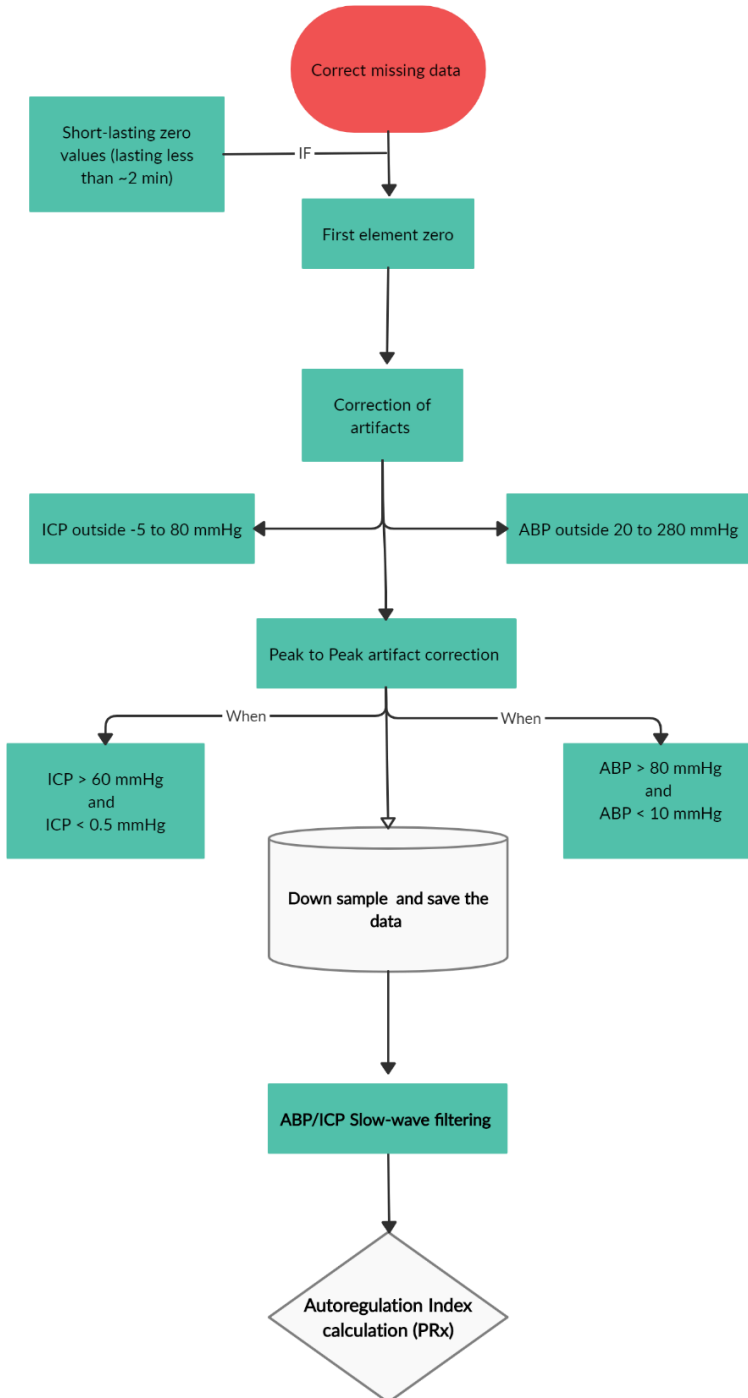 Correct missing data
Short-lasting zero
values (lasting less
than ~2 min)
IF
First element zero
Correction of
artifacts
ICP outside -5 to 80 mmHg
ABP outside 20 to 280 mmHg
Peak to Peak artifact correction
When
When
ICP > 60 mmHg
and
ICP < 0.5 mmHg
ABP > 80 mmHg
and
ABP < 10 mmHg
Down sample and save the
data
ABP/ICP Slow-wave filtering
Autoregulation Index
calculation (PRx)